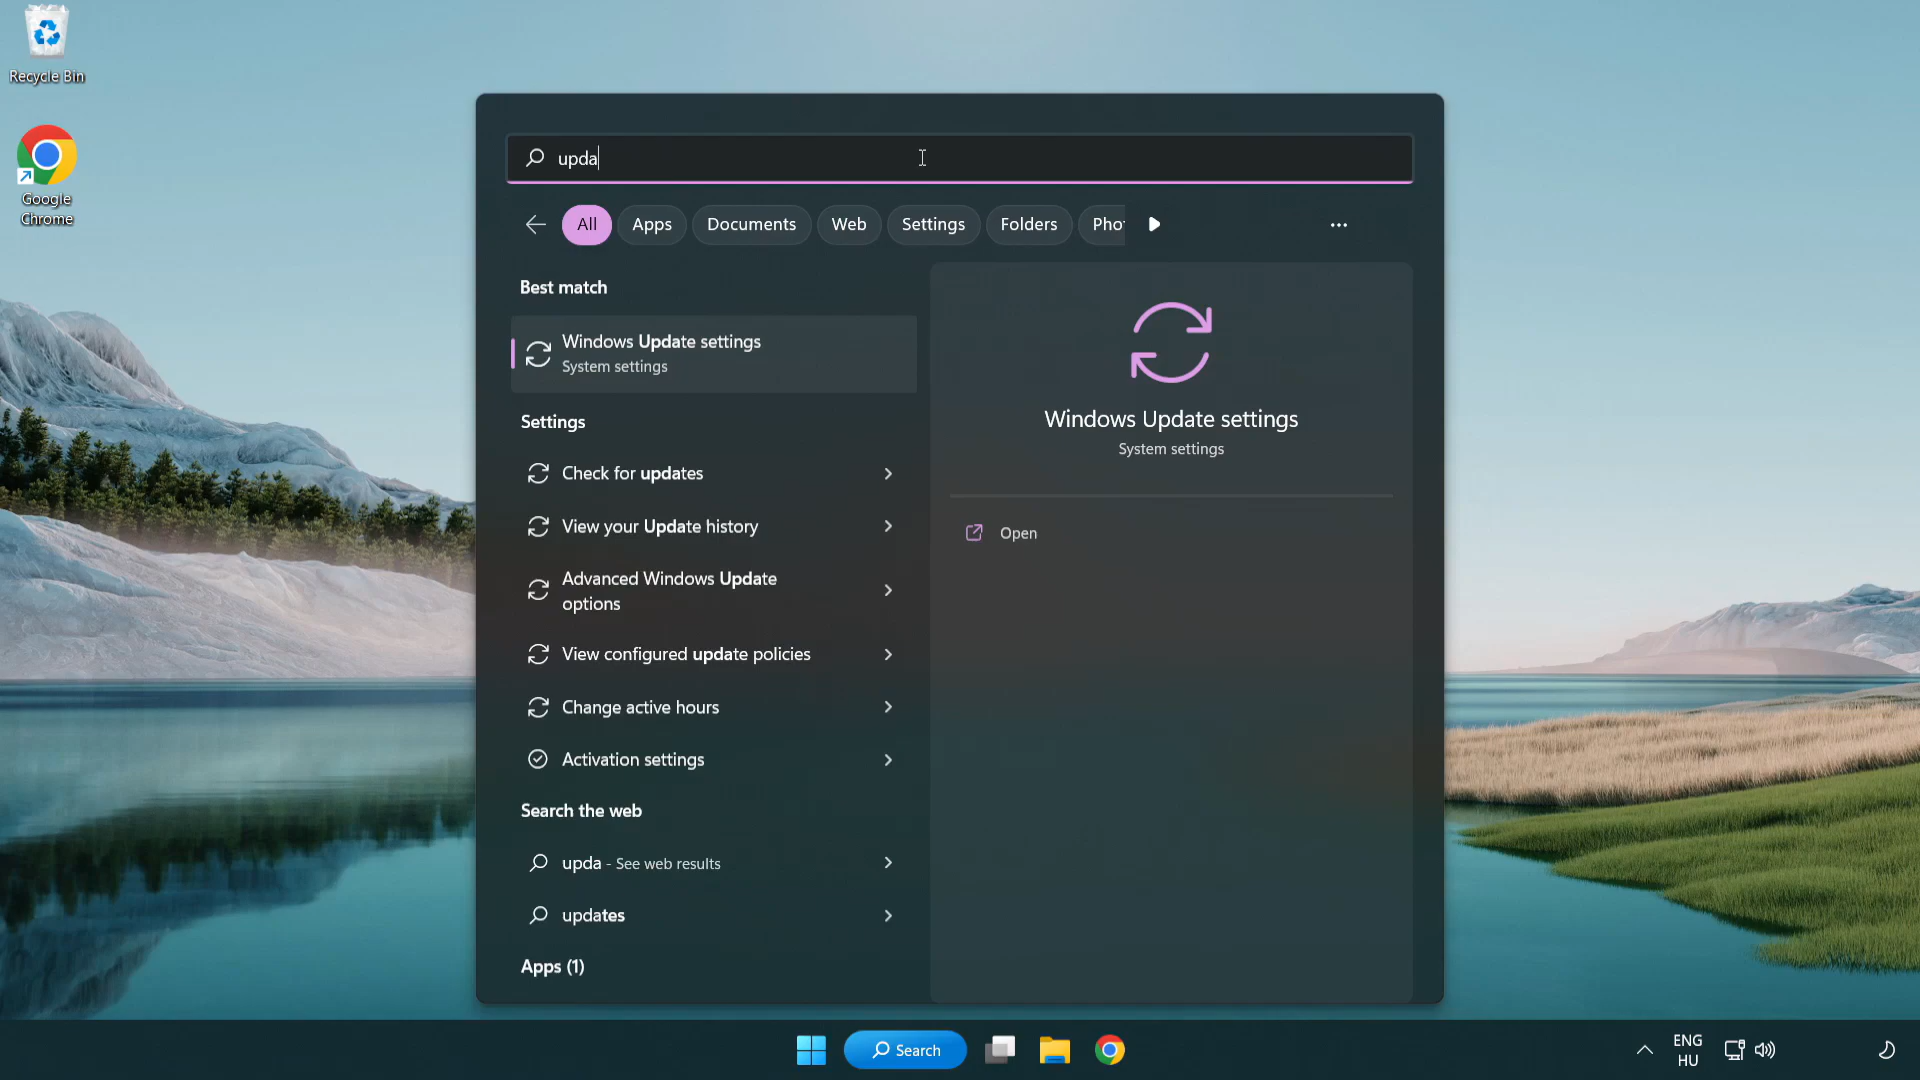 Recycle Bin
Google
Chrome
upda
All
Apps
Documents
Web
Settings
Folders
Pho
Best match
Windows Update settings
System settings
Settings
Check for updates
View your Update history
Advanced Windows Update
options
View configured update policies
Change active hours
Activation settings
Search the web
upda - See web results
updates
Apps (1)
Windows Update settings
System settings
Open
Search
ENG
HU